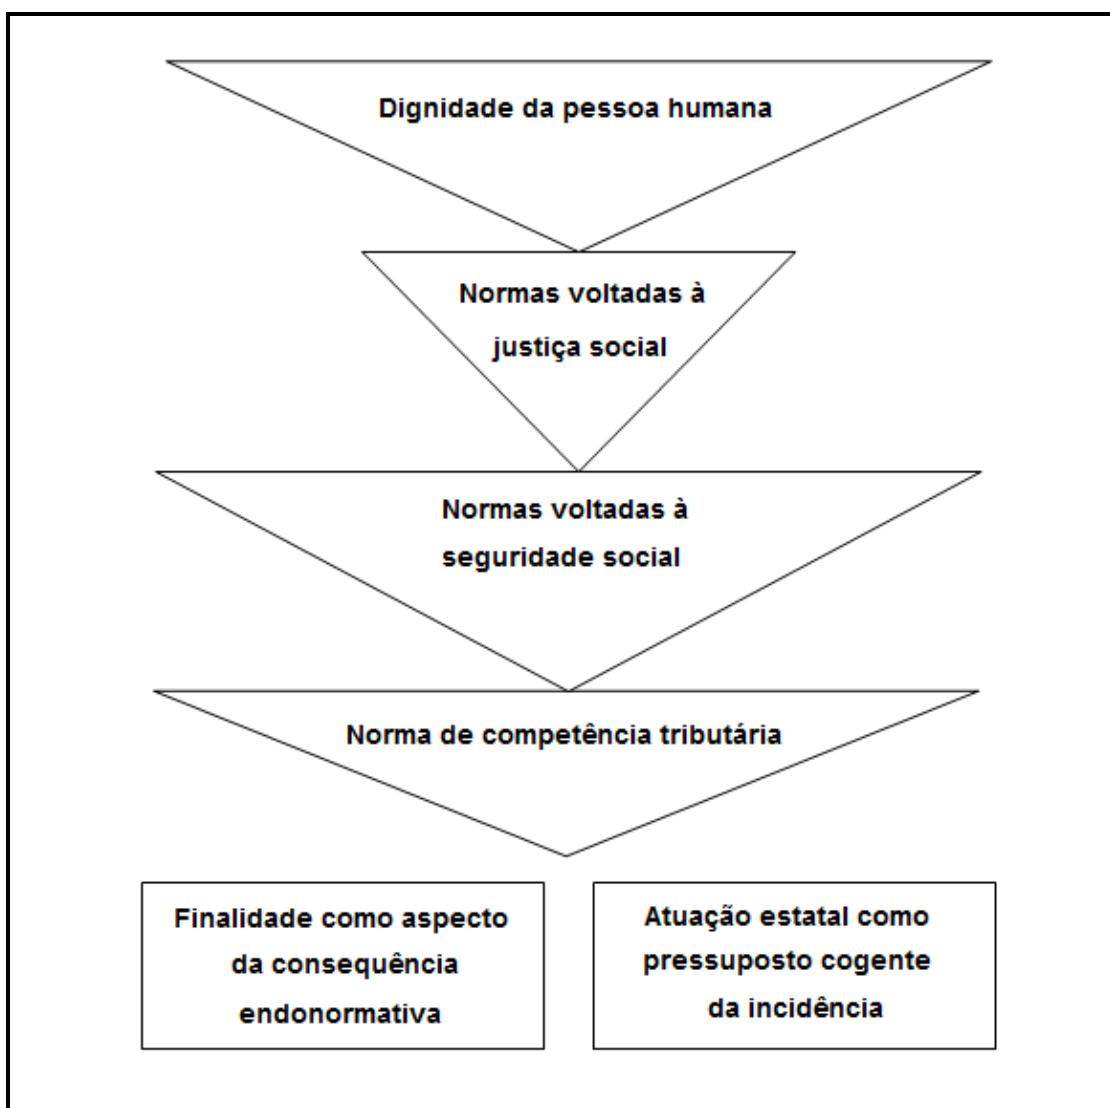 Dignidade da pessoa humana
Normas voltadas à
justiça social
Normas voltadas à
seguridade social
Norma de competência tributária
Finalidade como aspecto
da consequência
endonormativa
Atuação estatal como
pressuposto cogente
da incidência